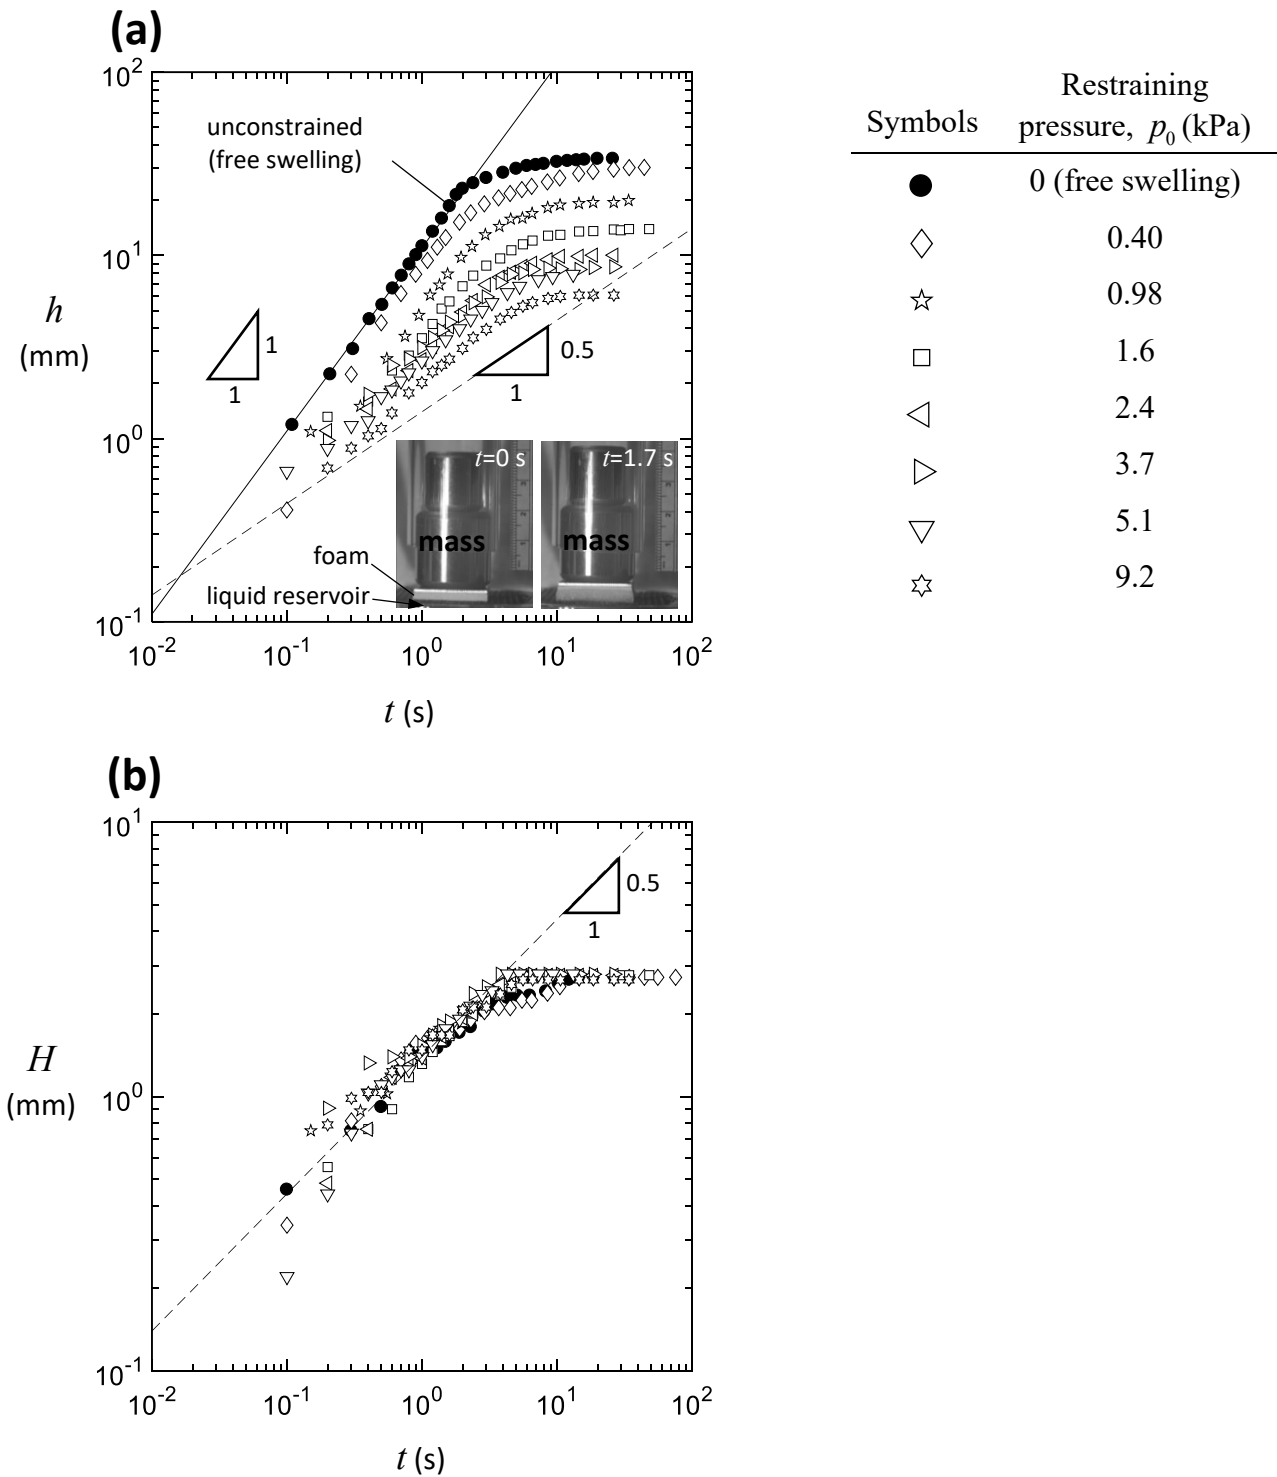 (a)
10²
10¹
10⁰
10⁻¹
h
(mm)
unconstrained
(free swelling)
1
1
0.5
1
t=0 s
t=1.7 s
mass
mass
foam
liquid reservoir
10⁻²
10⁻¹
10⁰
10¹
10²
t (s)
Symbols
Restraining
pressure, p₀ (kPa)
0 (free swelling)
0.40
0.98
1.6
2.4
3.7
5.1
9.2
(b)
10¹
10⁰
10⁻¹
H
(mm)
0.5
1
10⁻²
10⁻¹
10⁰
10¹
10²
t (s)